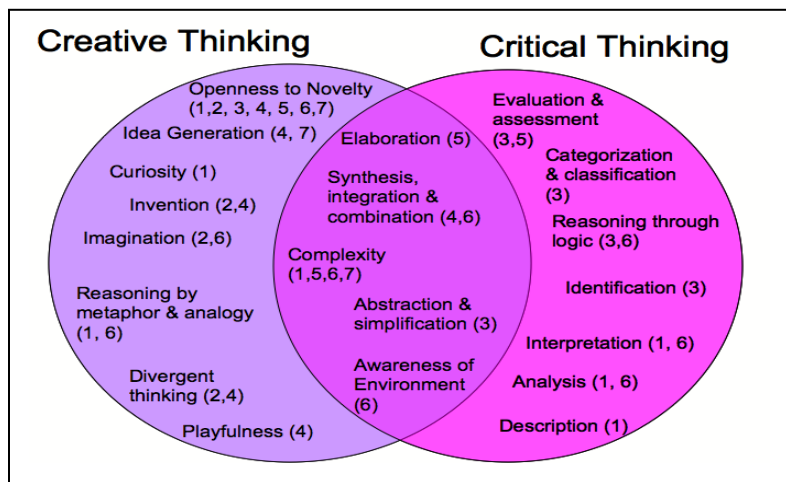 Creative Thinking
Critical Thinking
Openness to Novelty
(1,2, 3, 4, 5, 6,7)
Idea Generation (4, 7)
Curiosity (1)
Invention (2,4)
Imagination (2,6)
Reasoning by
metaphor & analogy
(1, 6)
Divergent
thinking (2,4)
Playfulness (4)
Elaboration (5)
Synthesis,
integration &
combination (4,6)
Complexity
(1,5,6,7)
Abstraction &
simplification (3)
Awareness of
Environment
(6)
Evaluation &
assessment
(3,5)
Categorization
& classification
(3)
Reasoning through
logic (3,6)
Identification (3)
Interpretation (1, 6)
Analysis (1, 6)
Description (1)